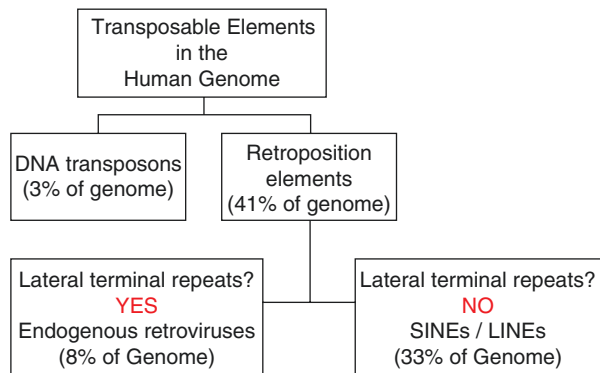 Transposable Elements
in the
Human Genome
DNA transposons
(3% of genome)
Retroposition
elements
(41% of genome)
Lateral terminal repeats?
YES
Endogenous retroviruses
(8% of Genome)
Lateral terminal repeats?
NO
SINEs / LINEs
(33% of Genome)